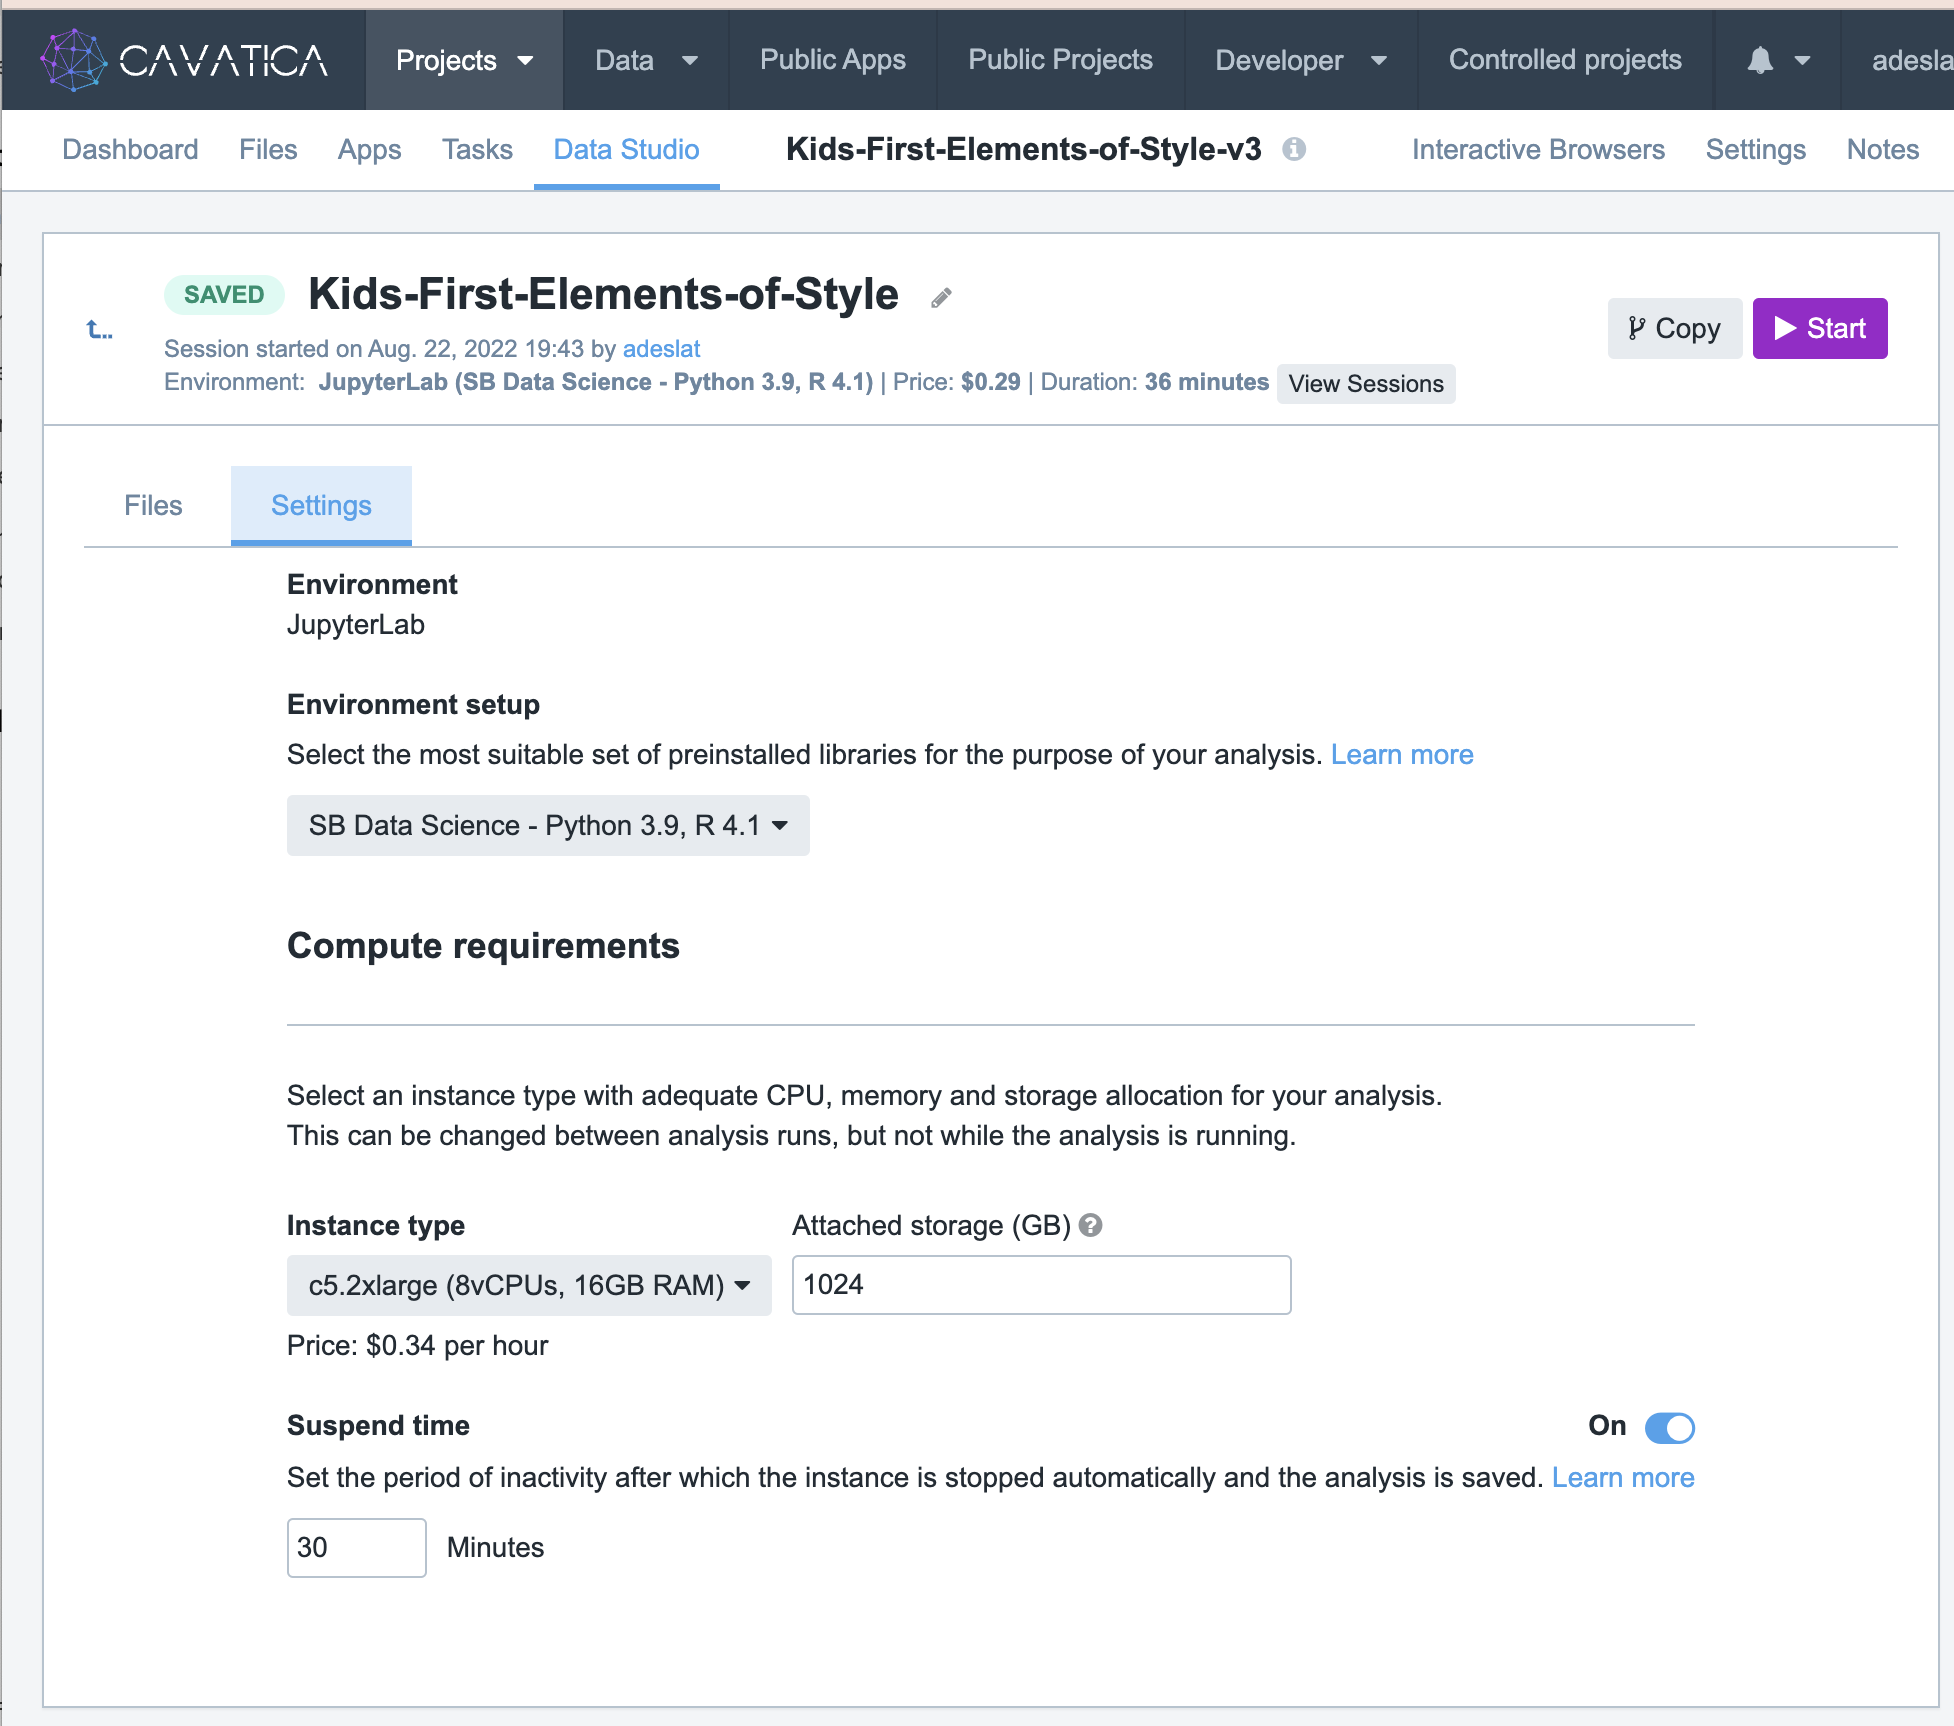 CAVATICA Projects Data Public Apps Public Projects Developer Controlled projects adesla
Dashboard Files Apps Tasks Data Studio Kids-First-Elements-of-Style-v3 Interactive Browsers Settings Notes
SAVED Kids-First-Elements-of-Style
Copy Start
Session started on Aug. 22, 2022 19:43 by adeslat
Environment: JupyterLab (SB Data Science - Python 3.9, R 4.1) | Price: $0.29 | Duration: 36 minutes View Sessions
Files Settings
Environment
JupyterLab
Environment setup
Select the most suitable set of preinstalled libraries for the purpose of your analysis. Learn more
SB Data Science - Python 3.9, R 4.1
Compute requirements
Select an instance type with adequate CPU, memory and storage allocation for your analysis.
This can be changed between analysis runs, but not while the analysis is running.
Instance type Attached storage (GB) ?
c5.2xlarge (8vCPUs, 16GB RAM) 1024
Price: $0.34 per hour
Suspend time On
Set the period of inactivity after which the instance is stopped automatically and the analysis is saved. Learn more
30 Minutes